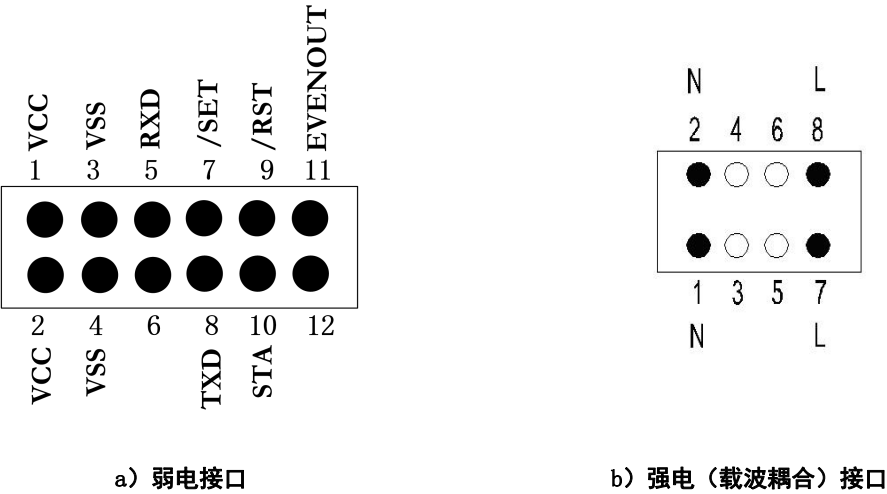 VCC VSS RXD /SET /RST EVENOUT
1 3 5 7 9 11
2 4 6 8 10 12
VCC VSS TXD STA
a）弱电接口
N L
2 4 6 8
1 3 5 7
N L
b）强电（载波耦合）接口